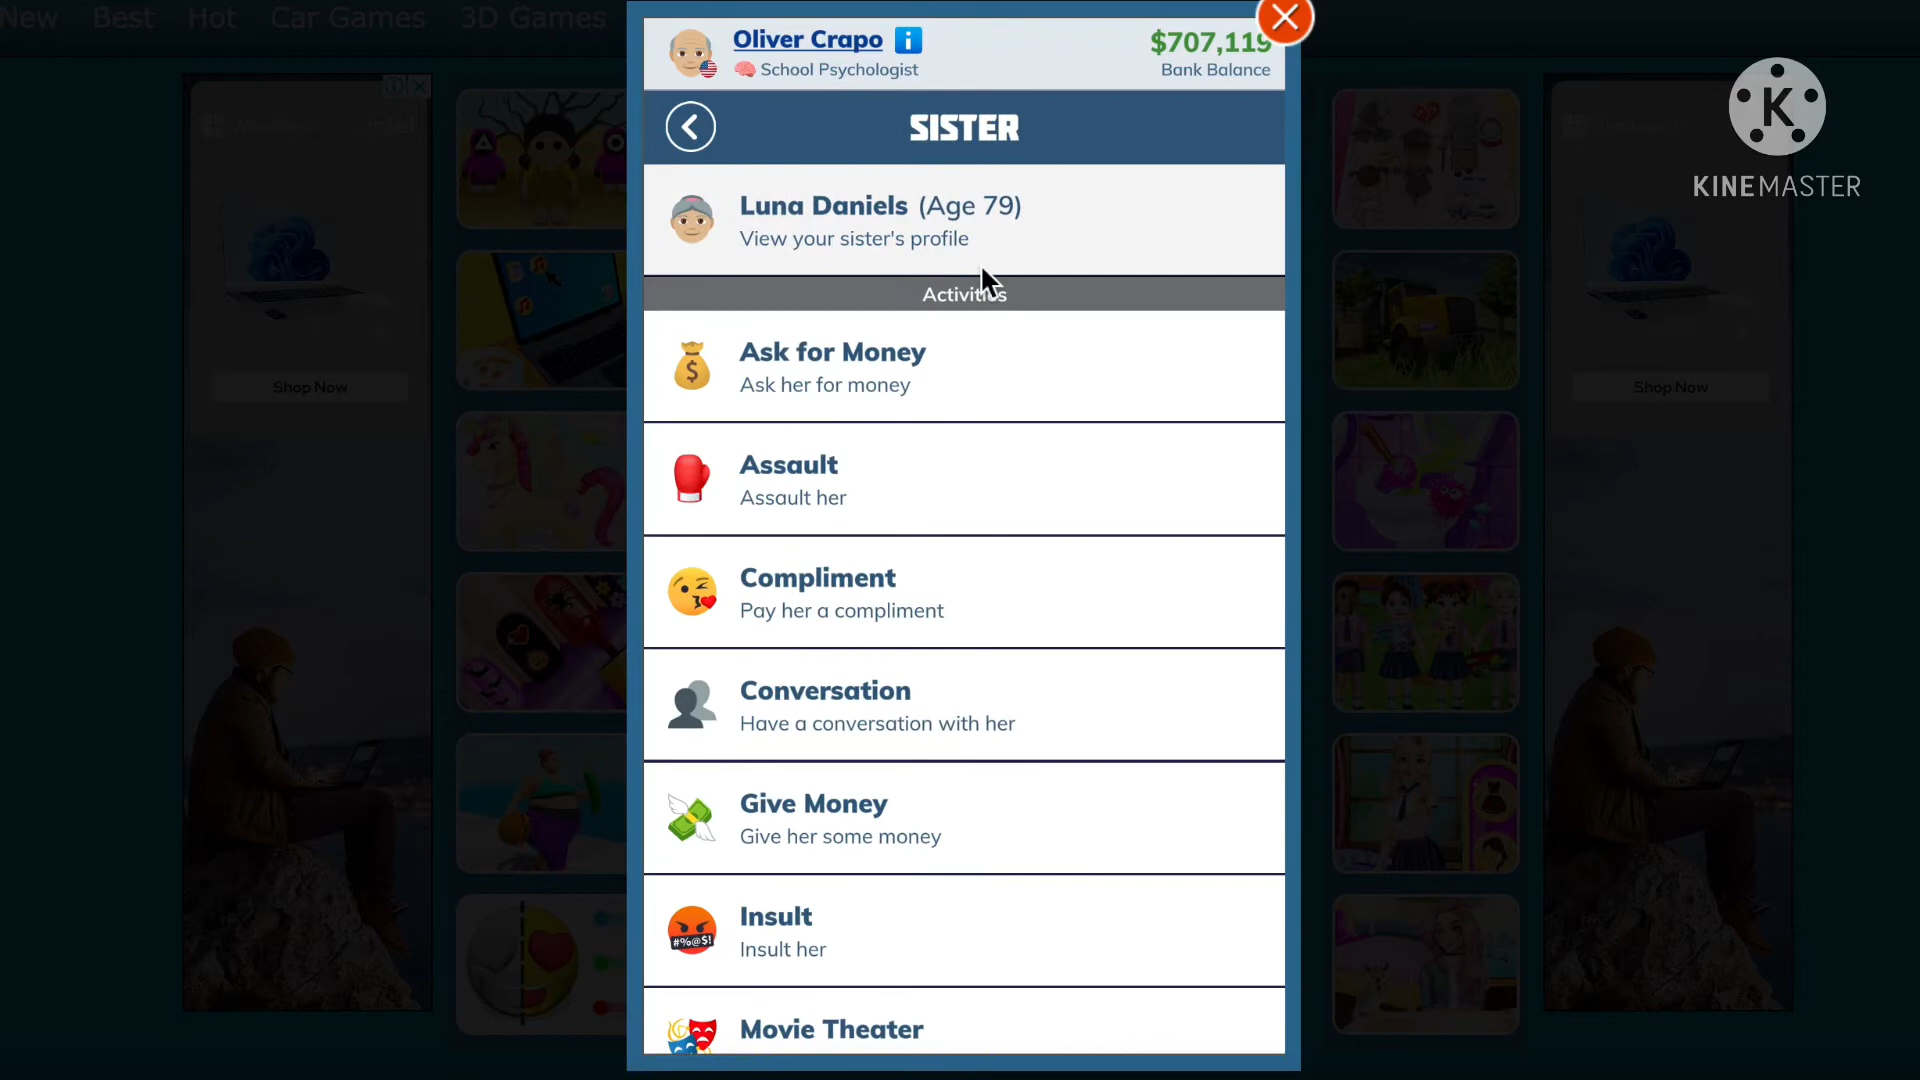 New Best Hot Car Games 3D Games
Oliver Crapo
School Psychologist
$707,119
Bank Balance
SISTER
Luna Daniels (Age 79)
View your sister's profile
Activities
Ask for Money
Ask her for money
Assault
Assault her
Compliment
Pay her a compliment
Conversation
Have a conversation with her
Give Money
Give her some money
Insult
#%@$!
Insult her
Movie Theater
Shop Now
Shop Now
K
KINEMASTER